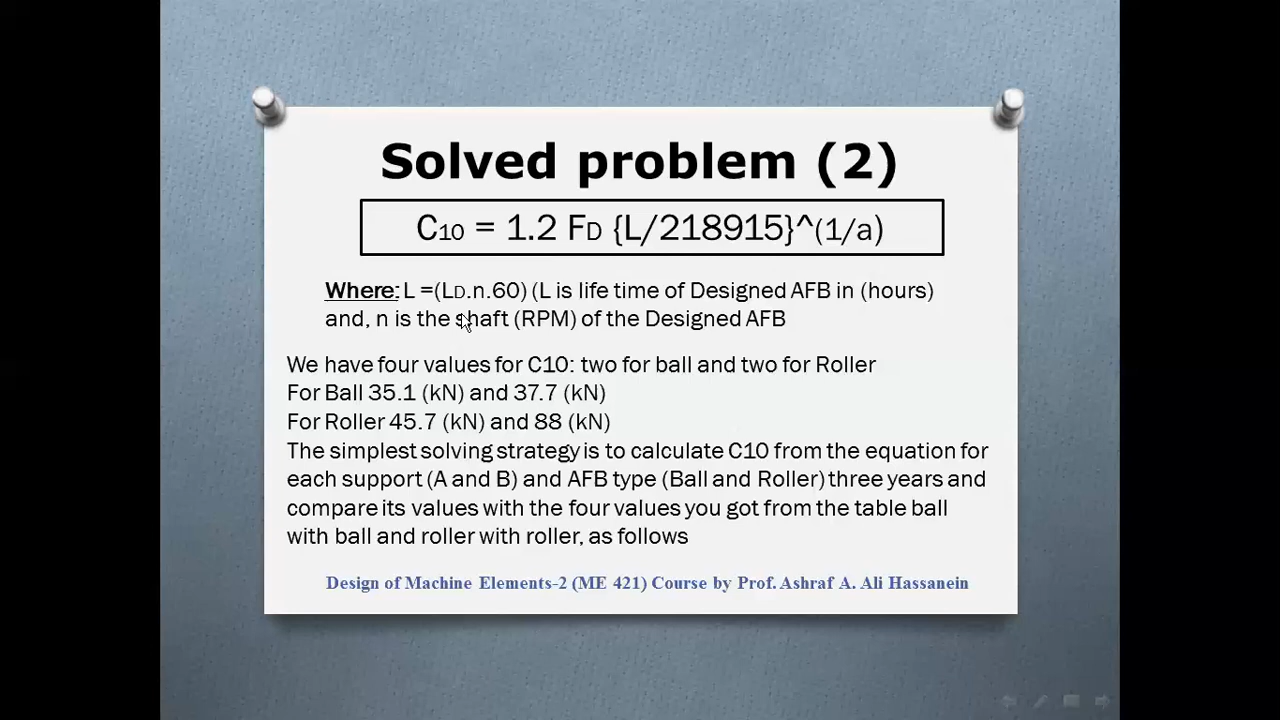 Solved problem (2)
C10 = 1.2 FD {L/218915}^(1/a)
Where: L =(LD.n.60) (L is life time of Designed AFB in (hours)
and, n is the shaft (RPM) of the Designed AFB
We have four values for C10: two for ball and two for Roller
For Ball 35.1 (kN) and 37.7 (kN)
For Roller 45.7 (kN) and 88 (kN)
The simplest solving strategy is to calculate C10 from the equation for
each support (A and B) and AFB type (Ball and Roller) three years and
compare its values with the four values you got from the table ball
with ball and roller with roller, as follows
Design of Machine Elements-2 (ME 421) Course by Prof. Ashraf A. Ali Hassanein